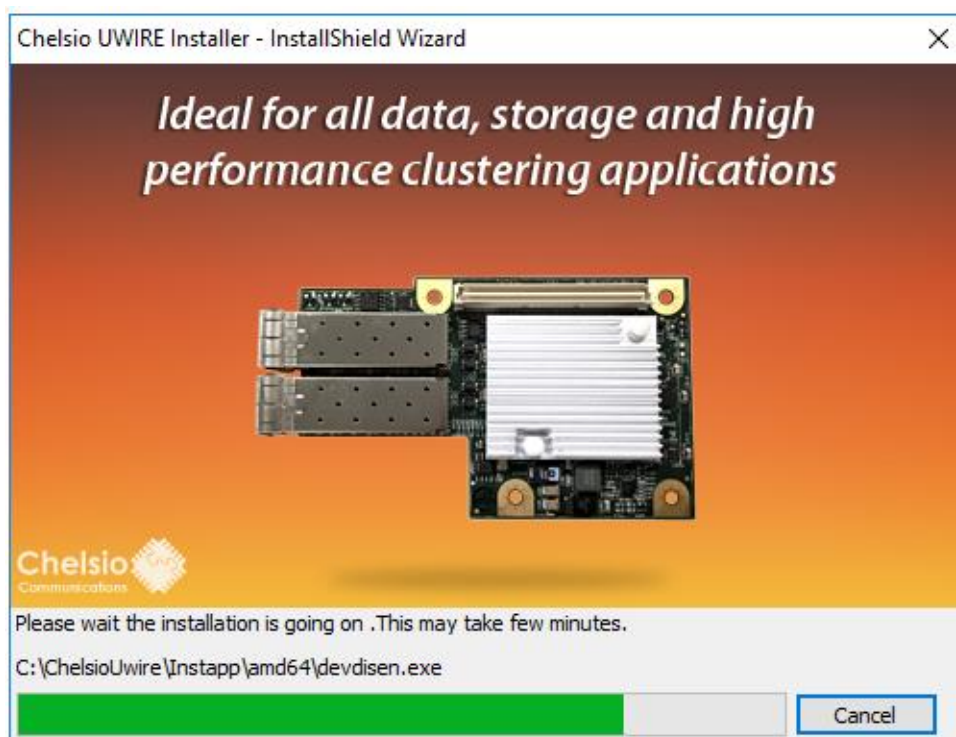 Chelsio UWIRE Installer - InstallShield Wizard
Ideal for all data, storage and high
performance clustering applications
Chelsio
Communications
Please wait the installation is going on .This may take few minutes.
C:\ChelsioUwire\Instapp\amd64\devdisen.exe
Cancel